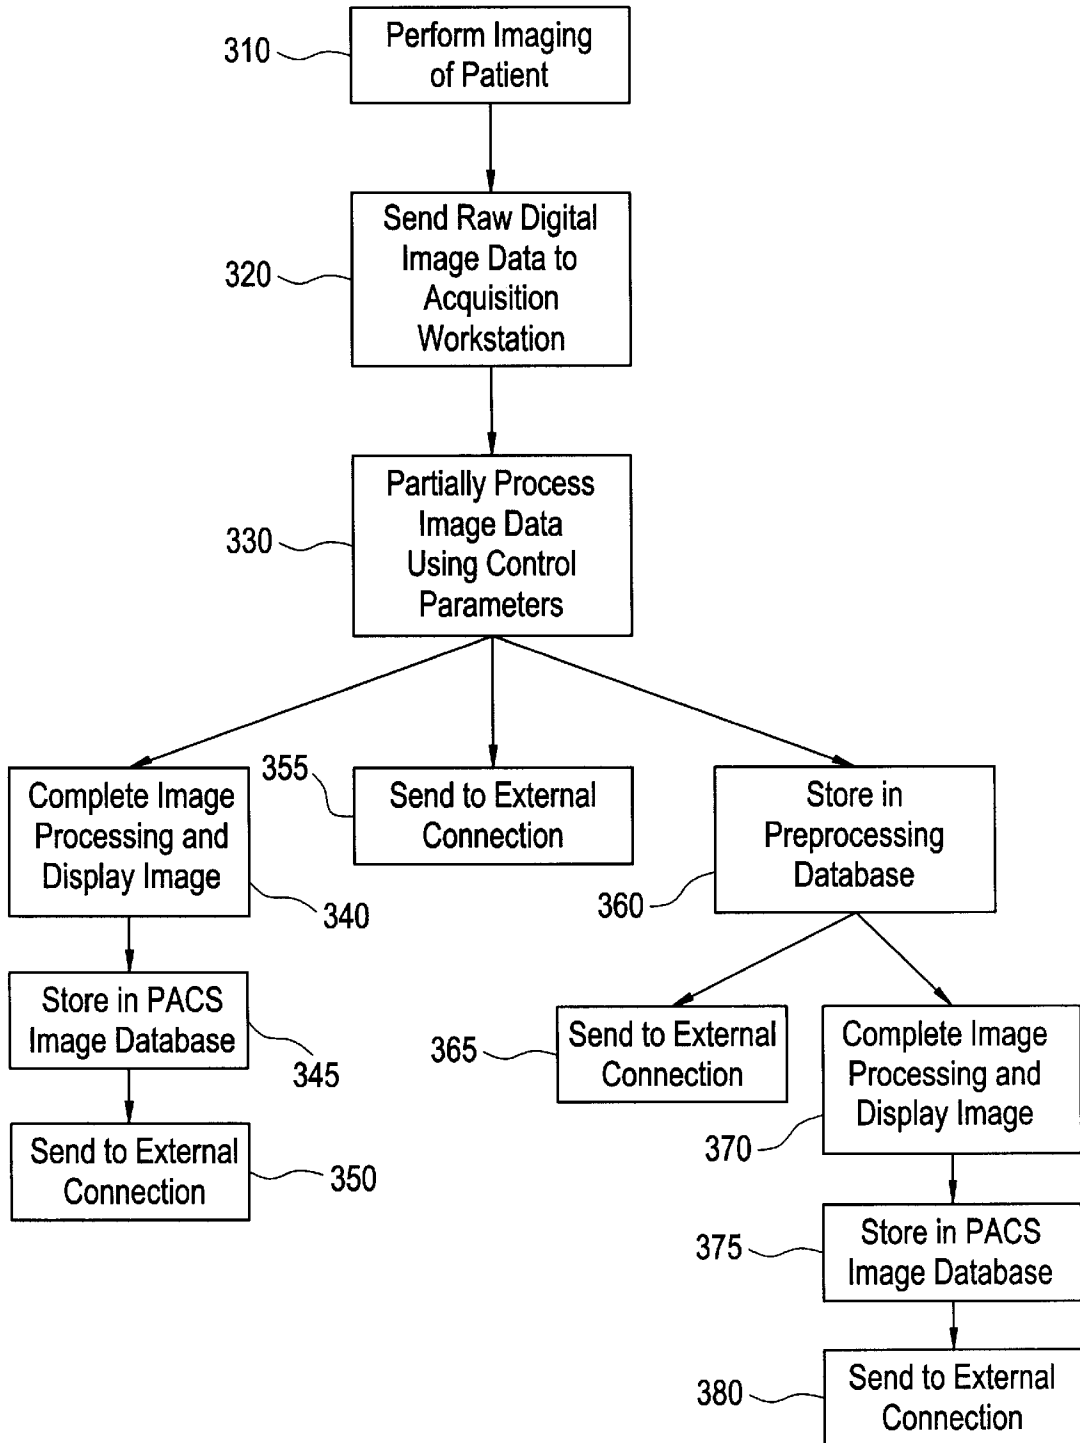 310
Perform Imaging
of Patient
320
Send Raw Digital
Image Data to
Acquisition
Workstation
330
Partially Process
Image Data
Using Control
Parameters
Complete Image
Processing and
Display Image
340
355
Send to External
Connection
Store in
Preprocessing
Database
360
Store in PACS
Image Database
345
365
Send to External
Connection
Complete Image
Processing and
Display Image
370
Send to External
Connection
350
375
Store in PACS
Image Database
380
Send to External
Connection